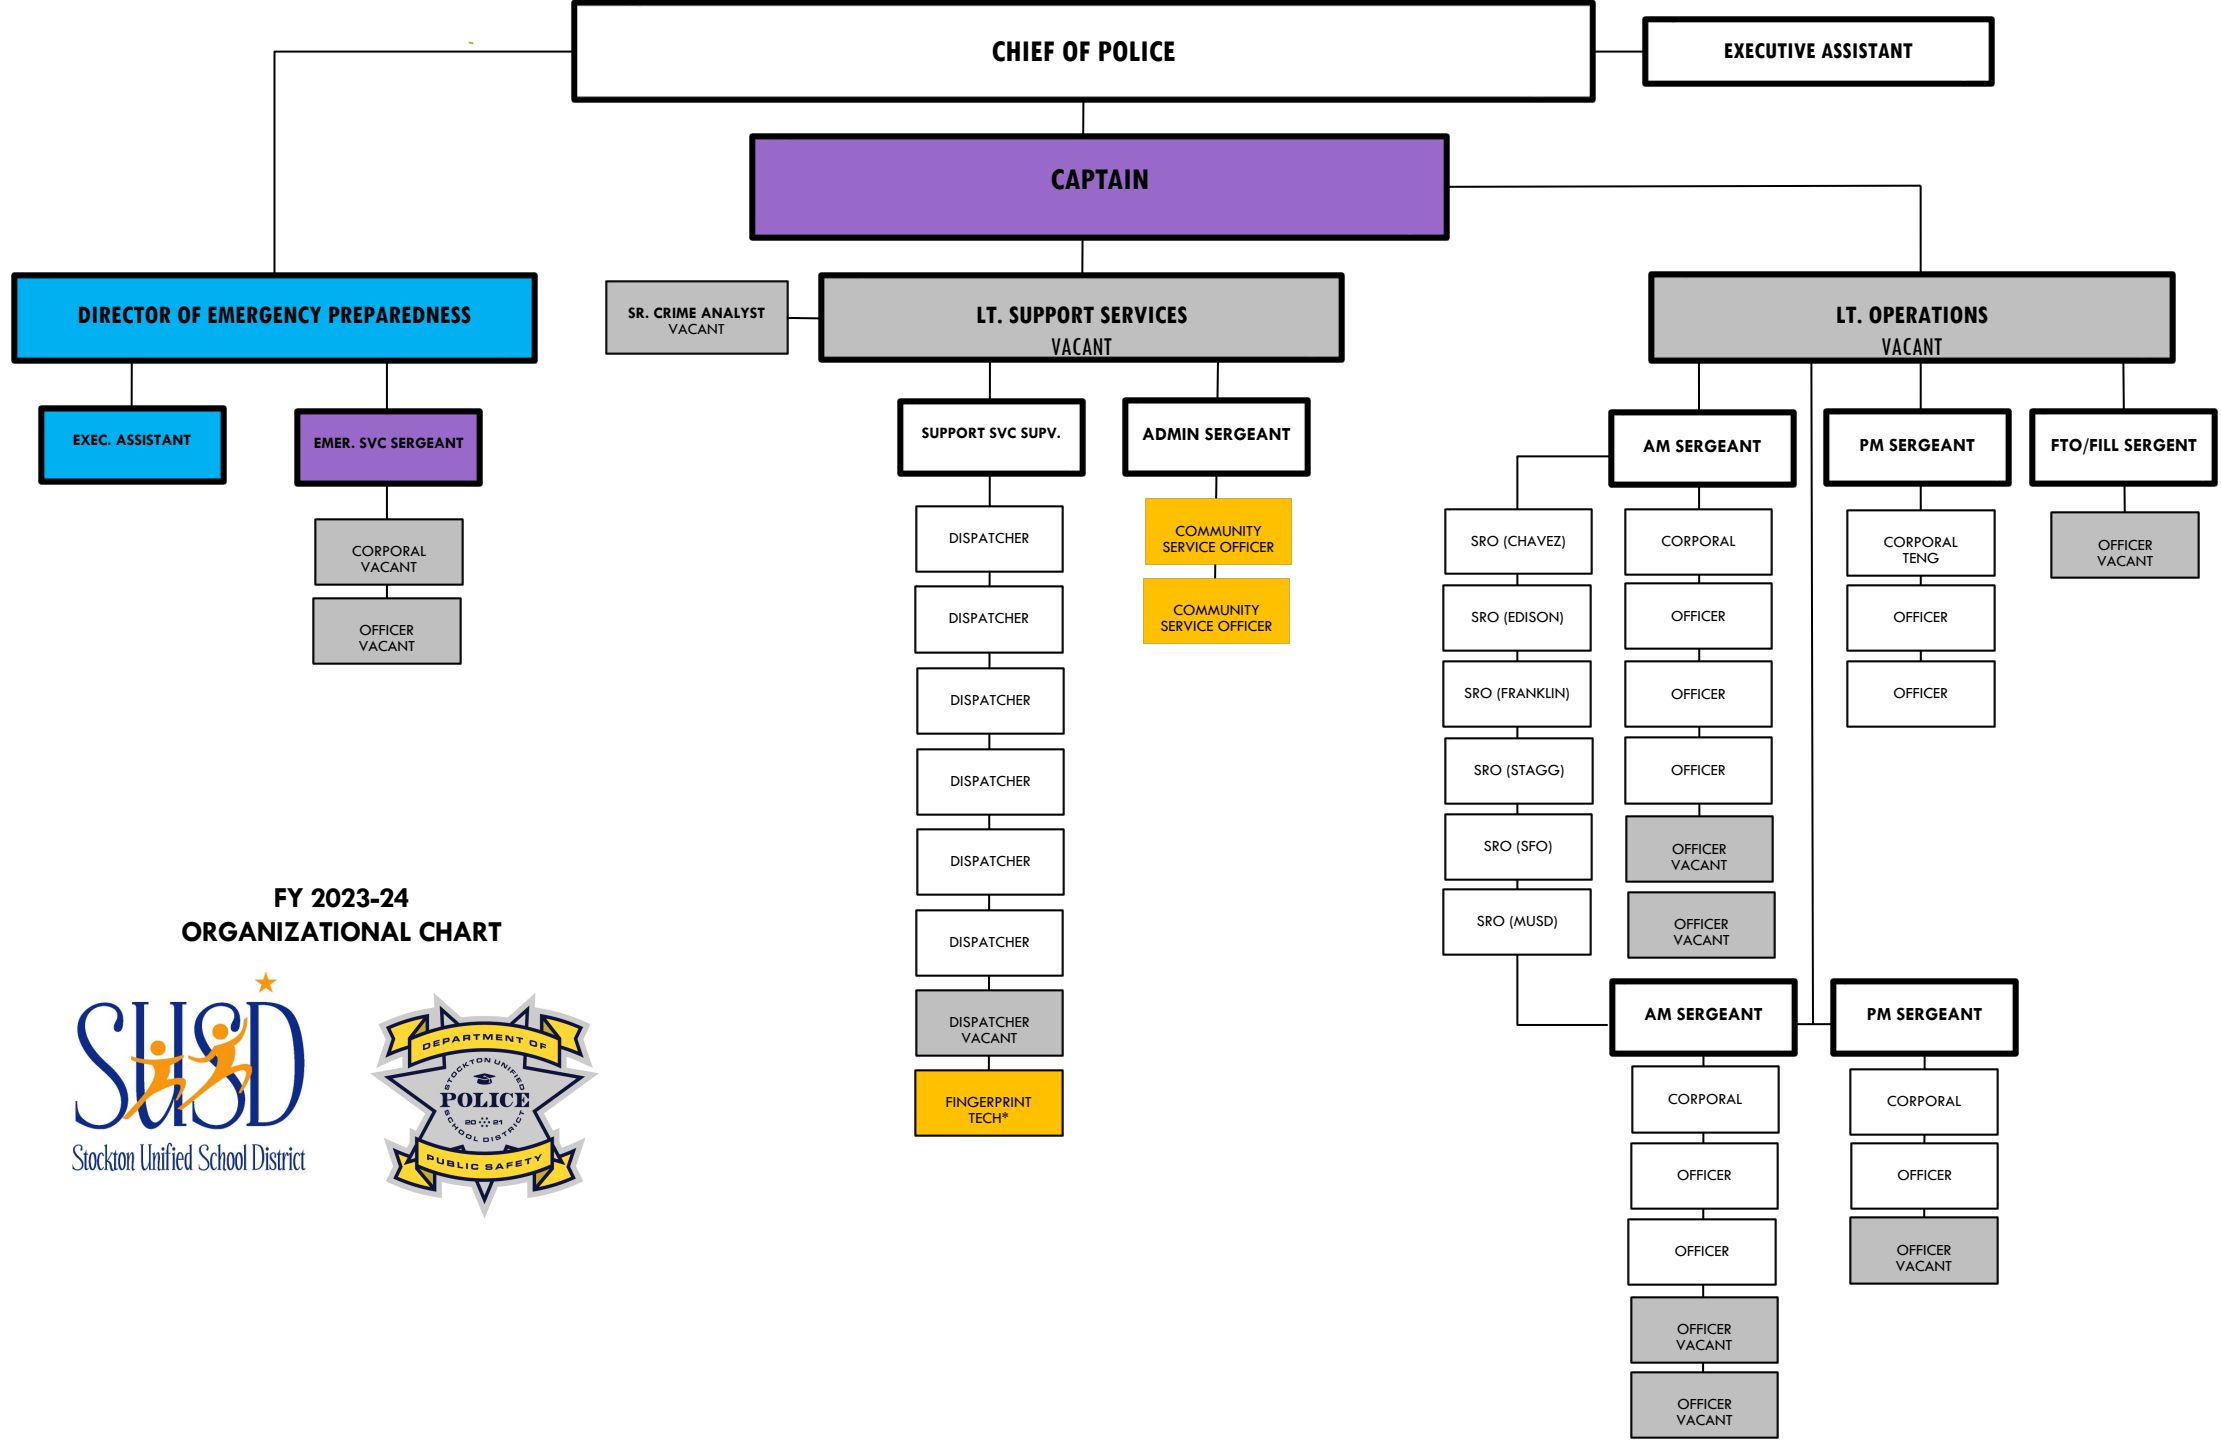 CHIEF OF POLICE
EXECUTIVE ASSISTANT
CAPTAIN
DIRECTOR OF EMERGENCY PREPAREDNESS
SR. CRIME ANALYST
VACANT
LT. SUPPORT SERVICES
VACANT
LT. OPERATIONS
VACANT
EXEC. ASSISTANT
EMER. SVC SERGEANT
CORPORAL
VACANT
OFFICER
VACANT
SUPPORT SVC SUPV.
DISPATCHER
DISPATCHER
DISPATCHER
DISPATCHER
DISPATCHER
DISPATCHER
DISPATCHER
VACANT
FINGERPRINT
TECH*
ADMIN SERGEANT
COMMUNITY
SERVICE OFFICER
COMMUNITY
SERVICE OFFICER
AM SERGEANT
SRO (CHAVEZ)
SRO (EDISON)
SRO (FRANKLIN)
SRO (STAGG)
SRO (SFO)
SRO (MUSD)
CORPORAL
OFFICER
OFFICER
OFFICER
OFFICER
VACANT
OFFICER
VACANT
PM SERGEANT
CORPORAL
TENG
OFFICER
OFFICER
FTO/FILL SERGENT
OFFICER
VACANT
AM SERGEANT
CORPORAL
OFFICER
OFFICER
OFFICER
VACANT
OFFICER
VACANT
PM SERGEANT
CORPORAL
OFFICER
OFFICER
VACANT
FY 2023-24
ORGANIZATIONAL CHART
SUSD
Stockton Unified School District
DEPARTMENT OF
STOCKTON UNIFIED
POLICE
20 21
SCHOOL DISTRICT
PUBLIC SAFETY